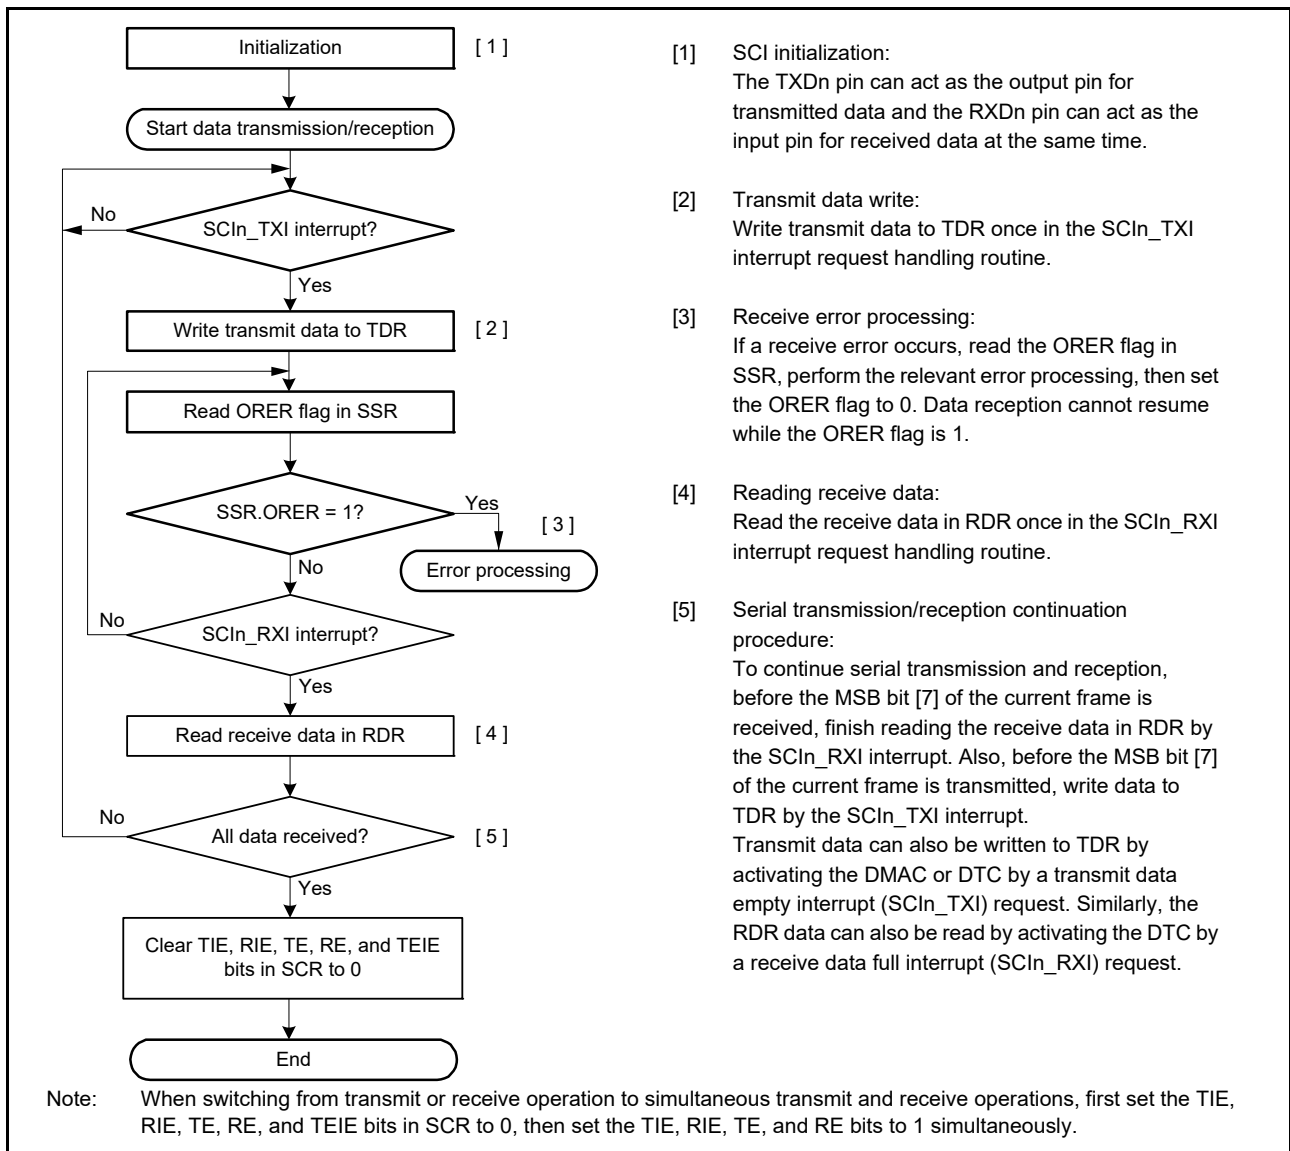 Initialization
[ 1 ]
Start data transmission/reception
No
SCIn_TXI interrupt?
Yes
Write transmit data to TDR
[ 2 ]
Read ORER flag in SSR
SSR.ORER = 1?
Yes
[ 3 ]
No
Error processing
No
SCIn_RXI interrupt?
Yes
Read receive data in RDR
[ 4 ]
No
All data received?
[ 5 ]
Yes
Clear TIE, RIE, TE, RE, and TEIE
bits in SCR to 0
End
[1] SCI initialization:
The TXDn pin can act as the output pin for
transmitted data and the RXDn pin can act as the
input pin for received data at the same time.
[2] Transmit data write:
Write transmit data to TDR once in the SCIn_TXI
interrupt request handling routine.
[3] Receive error processing:
If a receive error occurs, read the ORER flag in
SSR, perform the relevant error processing, then set
the ORER flag to 0. Data reception cannot resume
while the ORER flag is 1.
[4] Reading receive data:
Read the receive data in RDR once in the SCIn_RXI
interrupt request handling routine.
[5] Serial transmission/reception continuation
procedure:
To continue serial transmission and reception,
before the MSB bit [7] of the current frame is
received, finish reading the receive data in RDR by
the SCIn_RXI interrupt. Also, before the MSB bit [7]
of the current frame is transmitted, write data to
TDR by the SCIn_TXI interrupt.
Transmit data can also be written to TDR by
activating the DMAC or DTC by a transmit data
empty interrupt (SCIn_TXI) request. Similarly, the
RDR data can also be read by activating the DTC by
a receive data full interrupt (SCIn_RXI) request.
Note: When switching from transmit or receive operation to simultaneous transmit and receive operations, first set the TIE,
RIE, TE, RE, and TEIE bits in SCR to 0, then set the TIE, RIE, TE, and RE bits to 1 simultaneously.